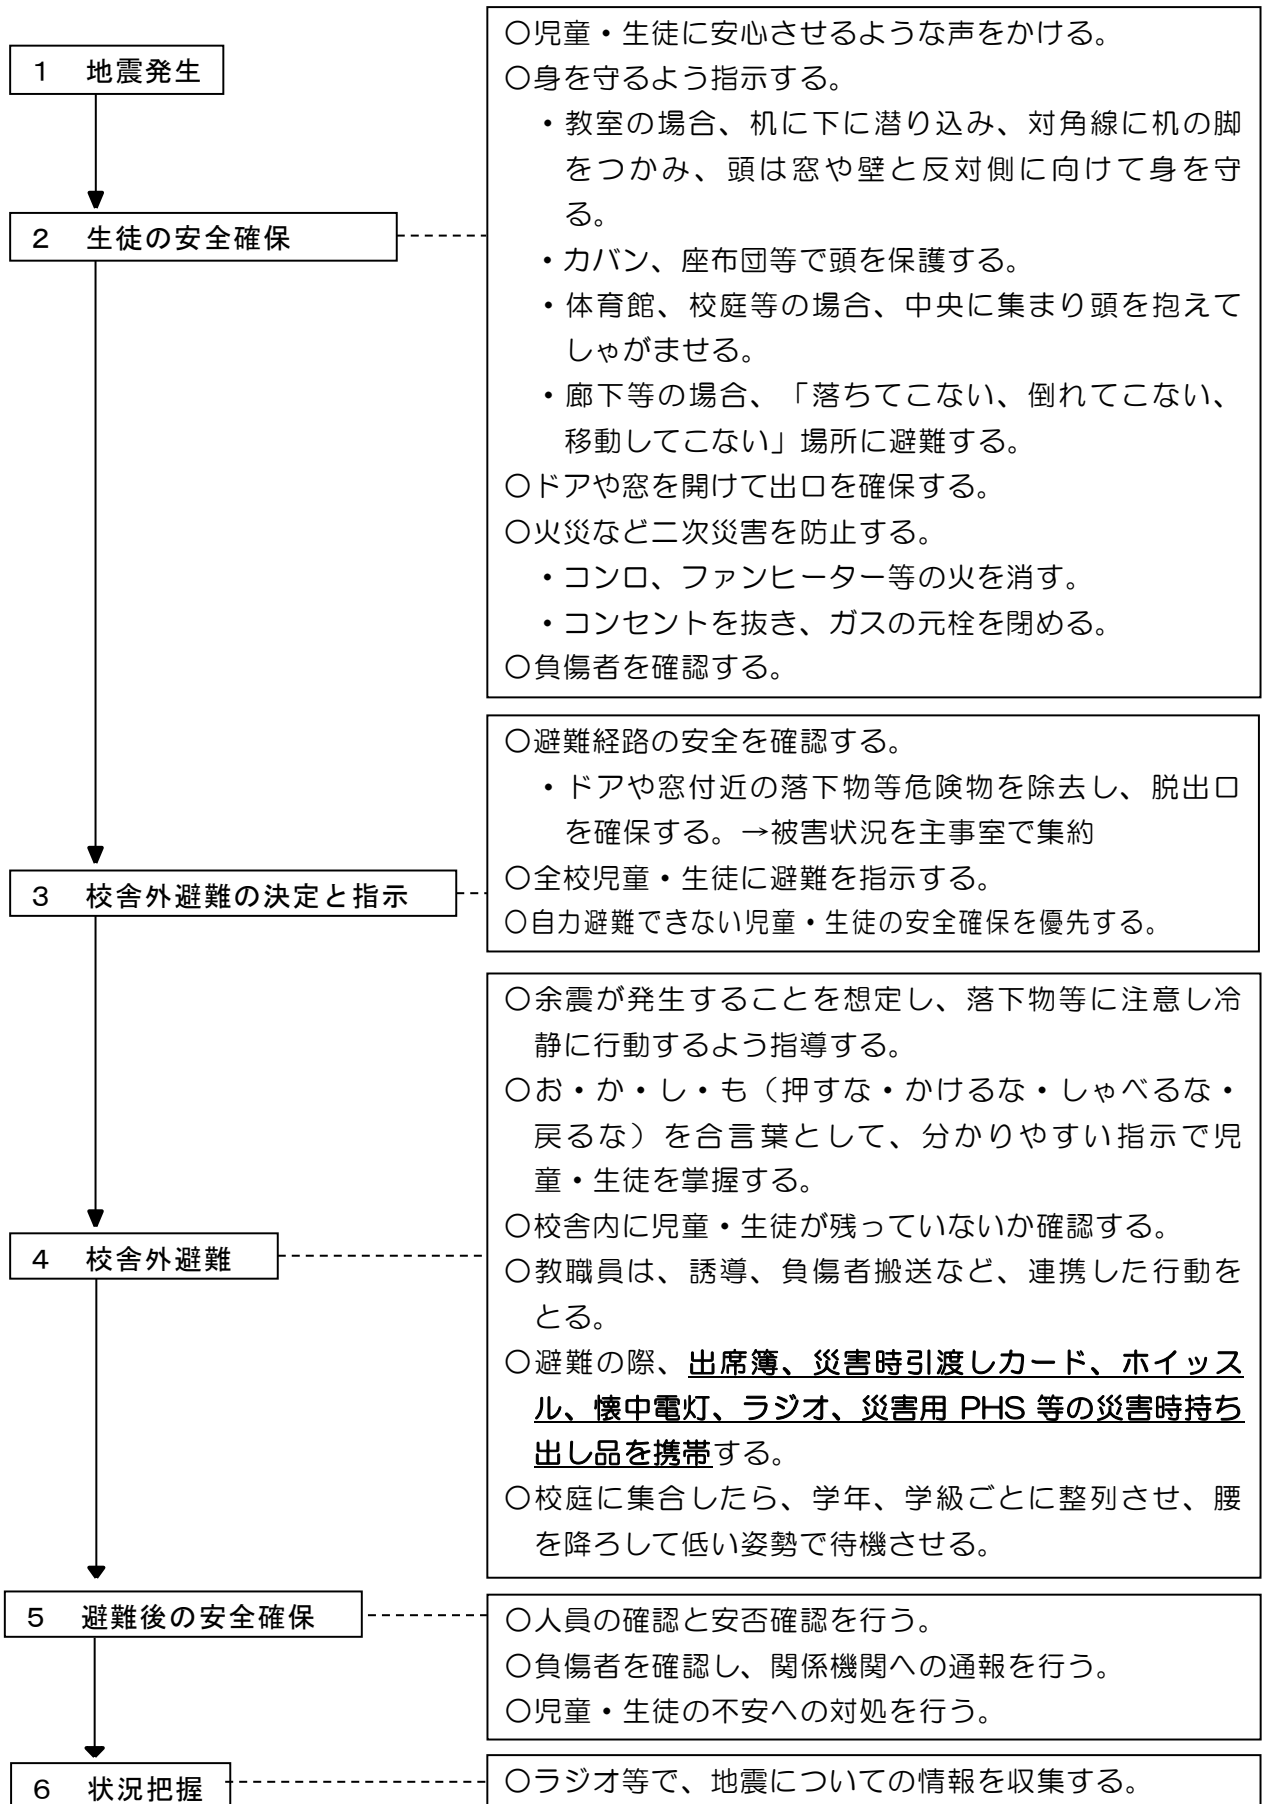 １　地震発生
〇児童・生徒に安心させるような声をかける。
〇身を守るよう指示する。
・教室の場合、机に下に潜り込み、対角線に机の脚
をつかみ、頭は窓や壁と反対側に向けて身を守
る。
２　生徒の安全確保
・カバン、座布団等で頭を保護する。
・体育館、校庭等の場合、中央に集まり頭を抱えて
しゃがませる。
・廊下等の場合、「落ちてこない、倒れてこない、
移動してこない」場所に避難する。
〇ドアや窓を開けて出口を確保する。
〇火災など二次災害を防止する。
・コンロ、ファンヒーター等の火を消す。
・コンセントを抜き、ガスの元栓を閉める。
〇負傷者を確認する。
３　校舎外避難の決定と指示
〇避難経路の安全を確認する。
・ドアや窓付近の落下物等危険物を除去し、脱出口
を確保する。→被害状況を主事室で集約
〇全校児童・生徒に避難を指示する。
〇自力避難できない児童・生徒の安全確保を優先する。
４　校舎外避難
〇余震が発生することを想定し、落下物等に注意し冷
静に行動するよう指導する。
〇お・か・し・も（押すな・かけるな・しゃべるな・
戻るな）を合言葉として、分かりやすい指示で児
童・生徒を掌握する。
〇校舎内に児童・生徒が残っていないか確認する。
〇教職員は、誘導、負傷者搬送など、連携した行動を
とる。
〇避難の際、出席簿、災害時引渡しカード、ホイッス
ル、懐中電灯、ラジオ、災害用 PHS 等の災害時持ち
出し品を携帯する。
〇校庭に集合したら、学年、学級ごとに整列させ、腰
を降ろして低い姿勢で待機させる。
５　避難後の安全確保
〇人員の確認と安否確認を行う。
〇負傷者を確認し、関係機関への通報を行う。
〇児童・生徒の不安への対処を行う。
６　状況把握
〇ラジオ等で、地震についての情報を収集する。